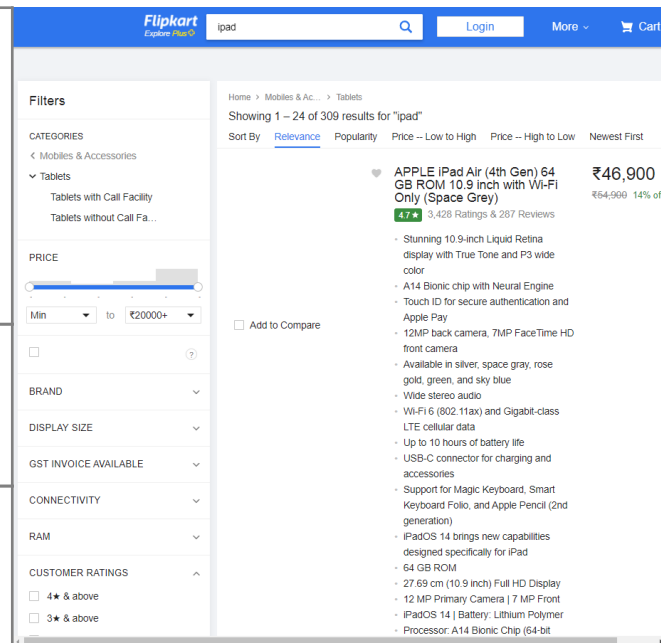 Flipkart
Explore Plus
ipad
Login
More
Cart
Filters
CATEGORIES
Mobiles & Accessories
Tablets
Tablets with Call Facility
Tablets without Call Fa...
PRICE
Min
to
₹20000+
?
BRAND
DISPLAY SIZE
GST INVOICE AVAILABLE
CONNECTIVITY
RAM
CUSTOMER RATINGS
4★ & above
3★ & above
Home > Mobiles & Ac... > Tablets
Showing 1 – 24 of 309 results for "ipad"
Sort By Relevance Popularity Price -- Low to High Price -- High to Low Newest First
Add to Compare
APPLE iPad Air (4th Gen) 64
GB ROM 10.9 inch with Wi-Fi
Only (Space Grey)
4.7★ 3,428 Ratings & 287 Reviews
Stunning 10.9-inch Liquid Retina
display with True Tone and P3 wide
color
A14 Bionic chip with Neural Engine
Touch ID for secure authentication and
Apple Pay
12MP back camera, 7MP FaceTime HD
front camera
Available in silver, space gray, rose
gold, green, and sky blue
Wide stereo audio
Wi-Fi 6 (802.11ax) and Gigabit-class
LTE cellular data
Up to 10 hours of battery life
USB-C connector for charging and
accessories
Support for Magic Keyboard, Smart
Keyboard Folio, and Apple Pencil (2nd
generation)
iPadOS 14 brings new capabilities
designed specifically for iPad
64 GB ROM
27.69 cm (10.9 inch) Full HD Display
12 MP Primary Camera | 7 MP Front
iPadOS 14 | Battery: Lithium Polymer
Processor: A14 Bionic Chip (64-bit
₹46,900
₹54,900 14% of